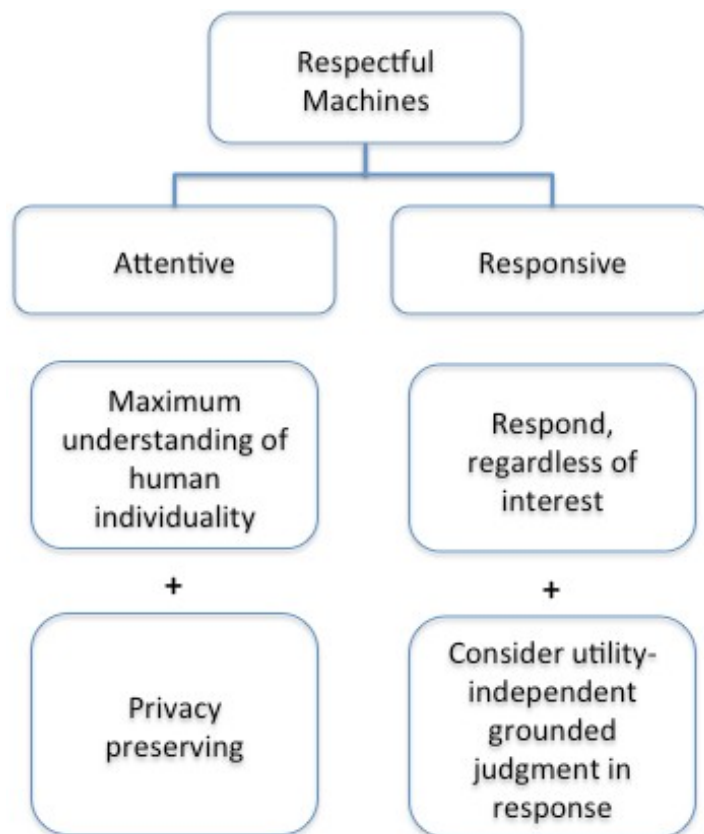 Respectful
Machines
Attentive
Responsive
Maximum
understanding of
human
individuality
Respond,
regardless of
interest
+
+
Privacy
preserving
Consider utility-
independent
grounded
judgment in
response